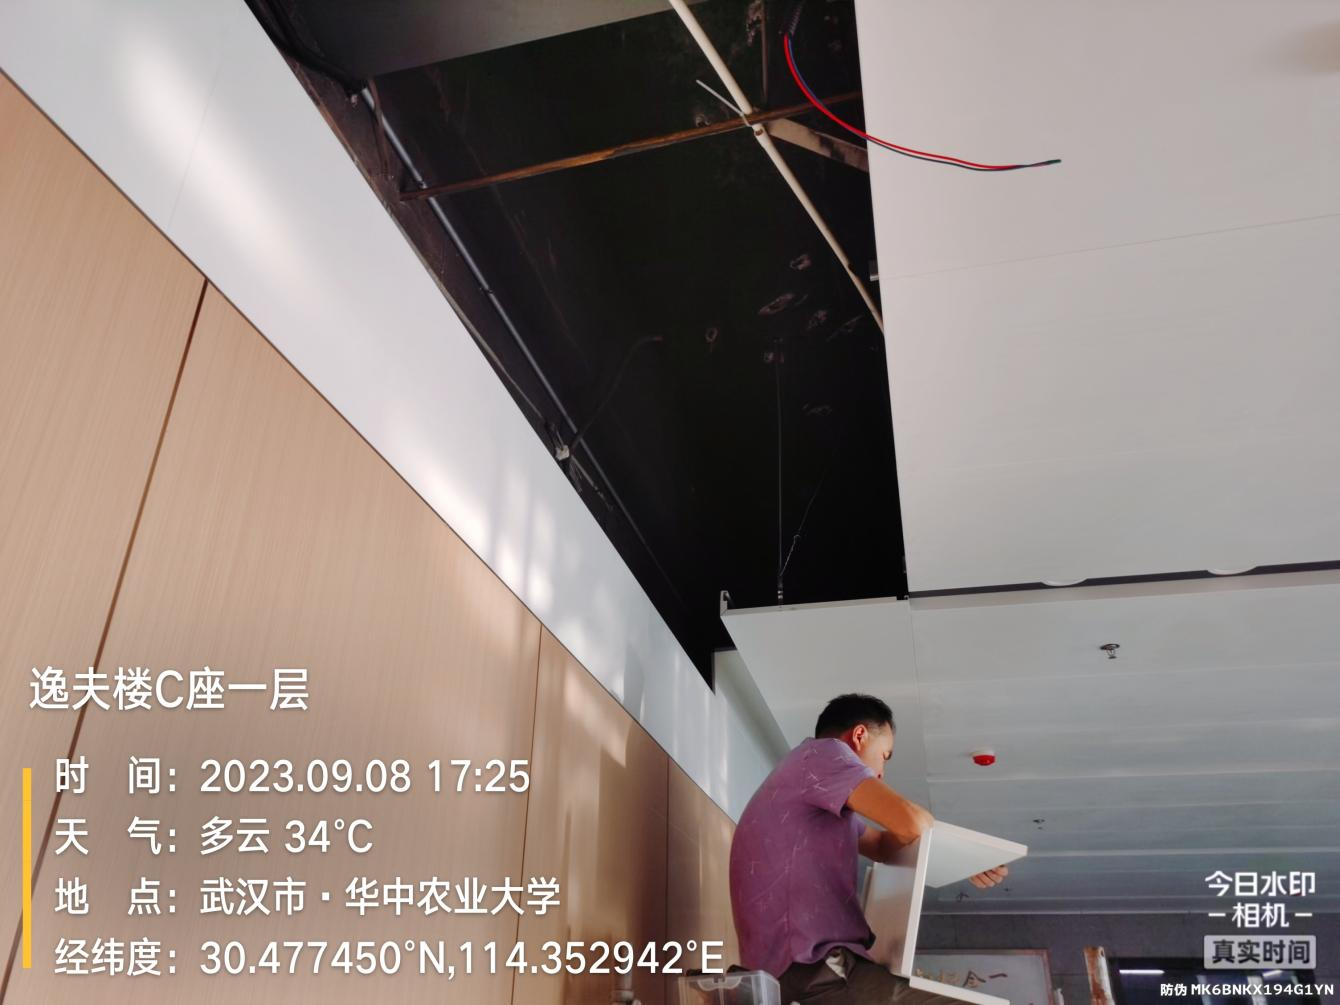 逸夫楼C座一层
时 间：2023.09.08 17:25
天 气：多云 34°C
地 点：武汉市·华中农业大学
经纬度：30.477450°N,114.352942°E
今日水印
-相机-
真实时间
防伪 MK6BNKX194G1YN